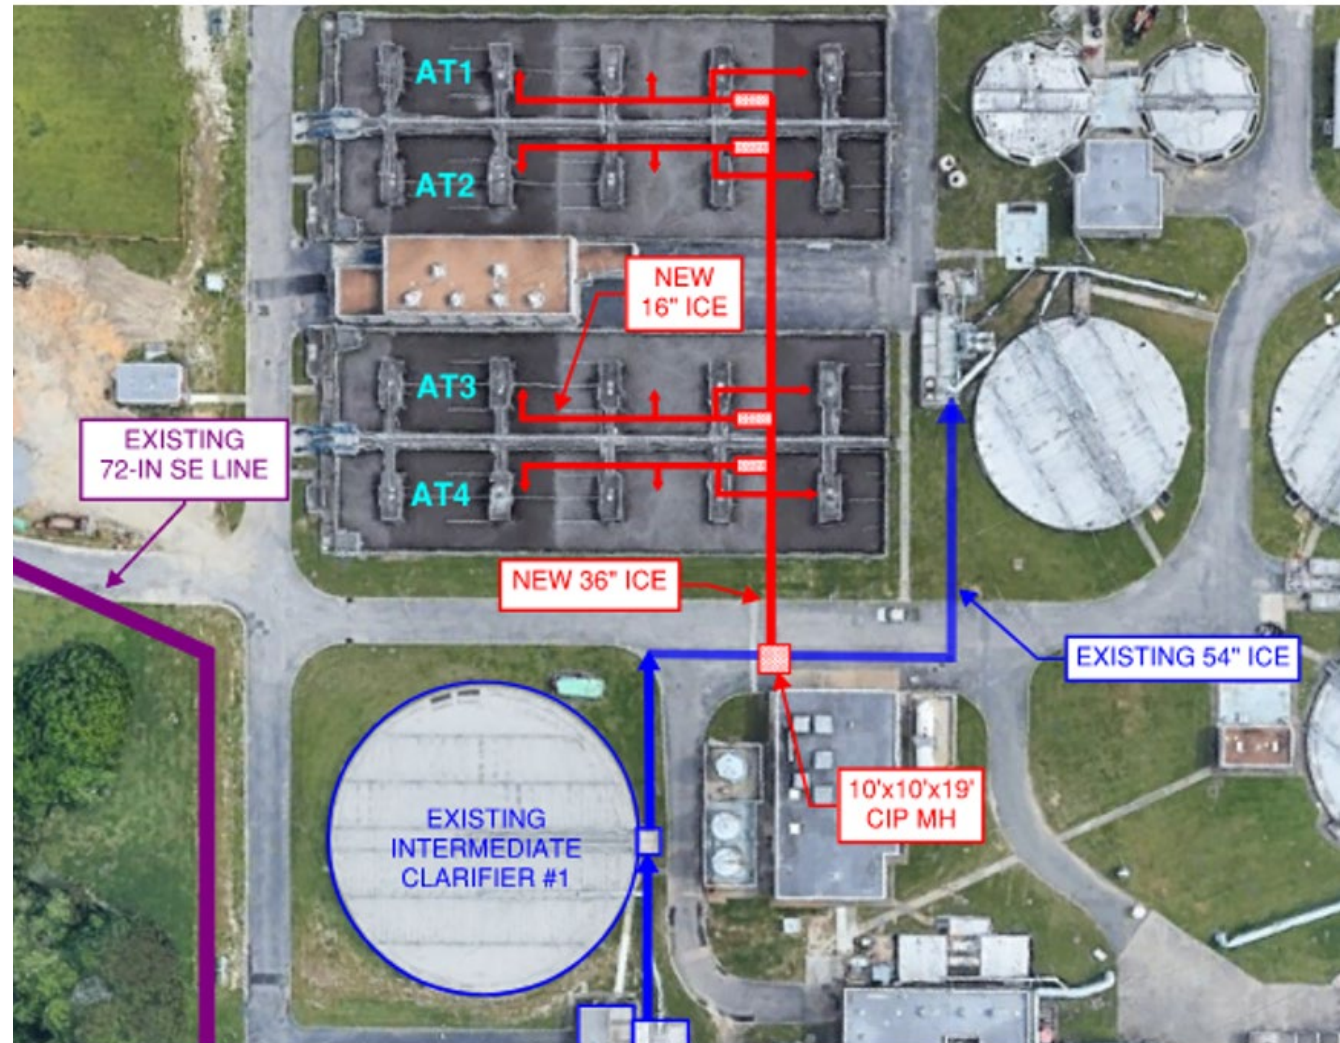 AT1
AT2
NEW
16" ICE
AT3
EXISTING
72-IN SE LINE
AT4
NEW 36" ICE
EXISTING 54" ICE
10'x10'x19'
CIP MH
EXISTING
INTERMEDIATE
CLARIFIER #1